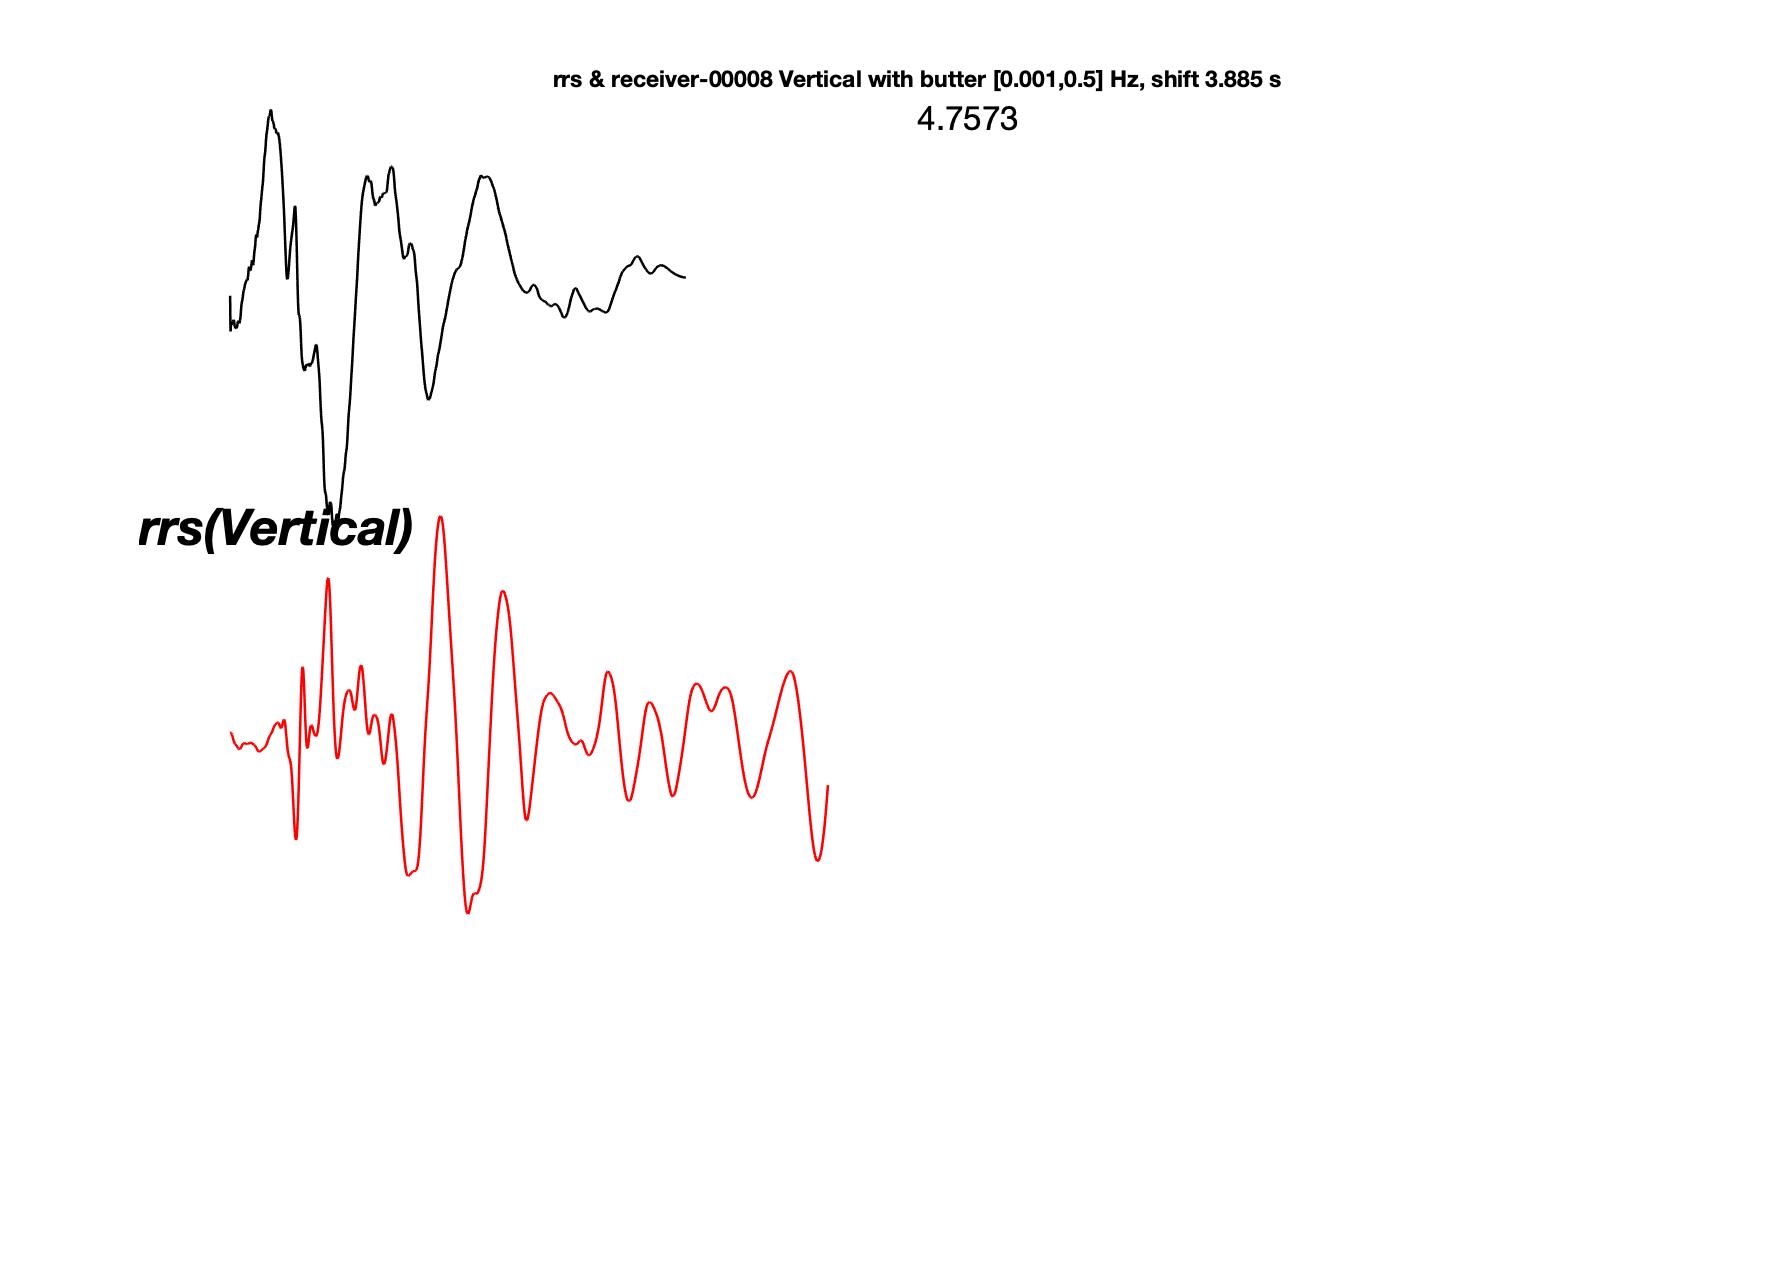 rrs & receiver-00008 Vertical with butter [0.001,0.5] Hz, shift 3.885 s
4.7573
rrs(Vertical)